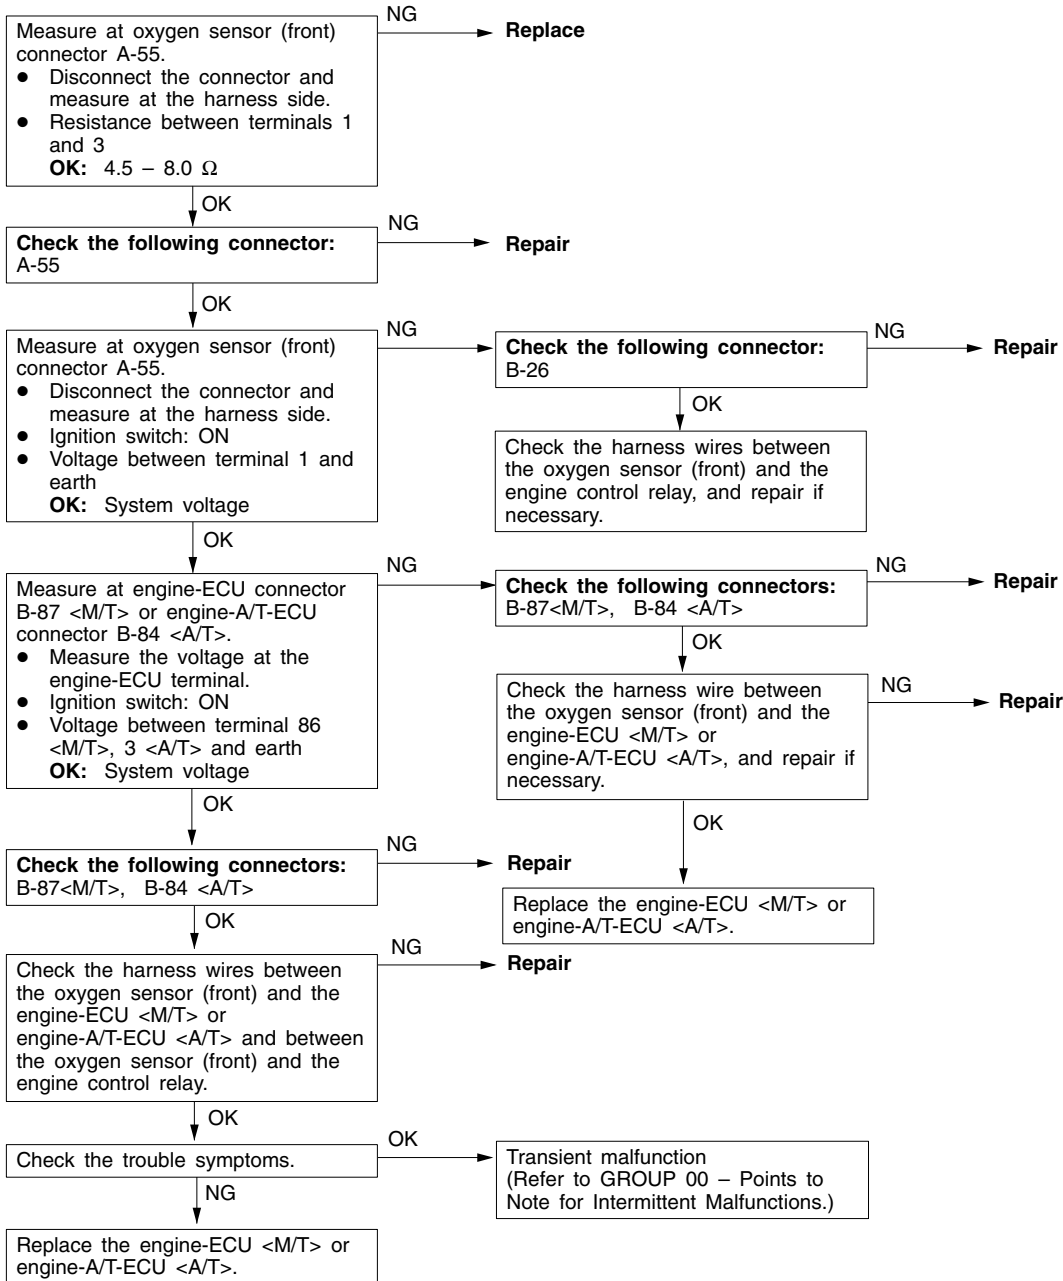 Measure at oxygen sensor (front)
connector A-55.
● Disconnect the connector and
measure at the harness side.
● Resistance between terminals 1
and 3
OK: 4.5 – 8.0 Ω
NG
Replace
OK
Check the following connector:
A-55
NG
Repair
OK
Measure at oxygen sensor (front)
connector A-55.
● Disconnect the connector and
measure at the harness side.
● Ignition switch: ON
● Voltage between terminal 1 and
earth
OK: System voltage
NG
Check the following connector:
B-26
NG
Repair
OK
Check the harness wires between
the oxygen sensor (front) and the
engine control relay, and repair if
necessary.
OK
Measure at engine-ECU connector
B-87 <M/T> or engine-A/T-ECU
connector B-84 <A/T>.
● Measure the voltage at the
engine-ECU terminal.
● Ignition switch: ON
● Voltage between terminal 86
<M/T>, 3 <A/T> and earth
OK: System voltage
NG
Check the following connectors:
B-87<M/T>, B-84 <A/T>
NG
Repair
OK
Check the harness wire between
the oxygen sensor (front) and the
engine-ECU <M/T> or
engine-A/T-ECU <A/T>, and repair if
necessary.
NG
Repair
OK
Replace the engine-ECU <M/T> or
engine-A/T-ECU <A/T>.
OK
Check the following connectors:
B-87<M/T>, B-84 <A/T>
NG
Repair
OK
Check the harness wires between
the oxygen sensor (front) and the
engine-ECU <M/T> or
engine-A/T-ECU <A/T> and between
the oxygen sensor (front) and the
engine control relay.
NG
Repair
OK
Check the trouble symptoms.
OK
Transient malfunction
(Refer to GROUP 00 – Points to
Note for Intermittent Malfunctions.)
NG
Replace the engine-ECU <M/T> or
engine-A/T-ECU <A/T>.